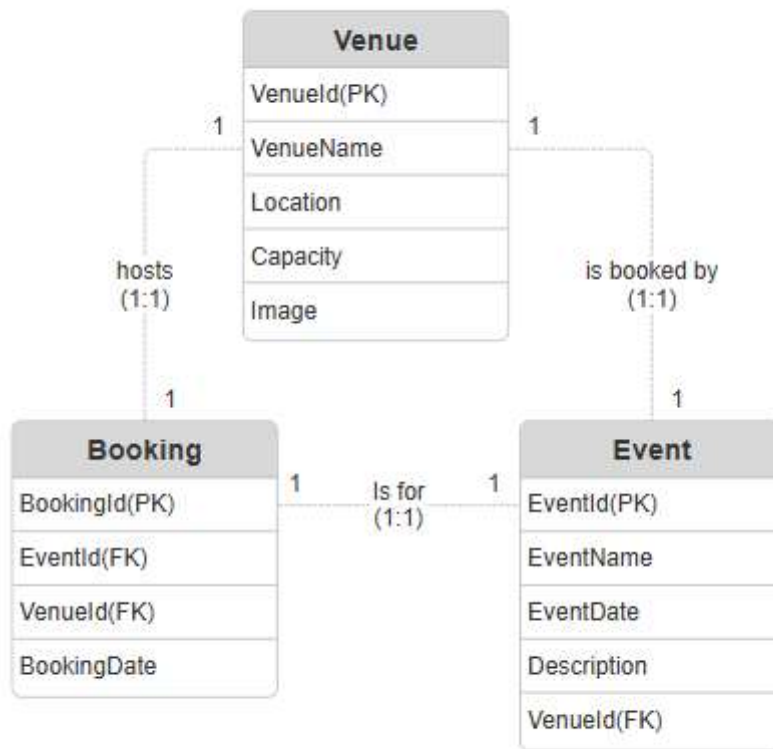 Venue
VenueId(PK)
VenueName
Location
Capacity
Image
1
1
hosts
(1:1)
is booked by
(1:1)
1
1
Booking
BookingId(PK)
EventId(FK)
VenueId(FK)
BookingDate
1
Is for
(1:1)
1
Event
EventId(PK)
EventName
EventDate
Description
VenueId(FK)